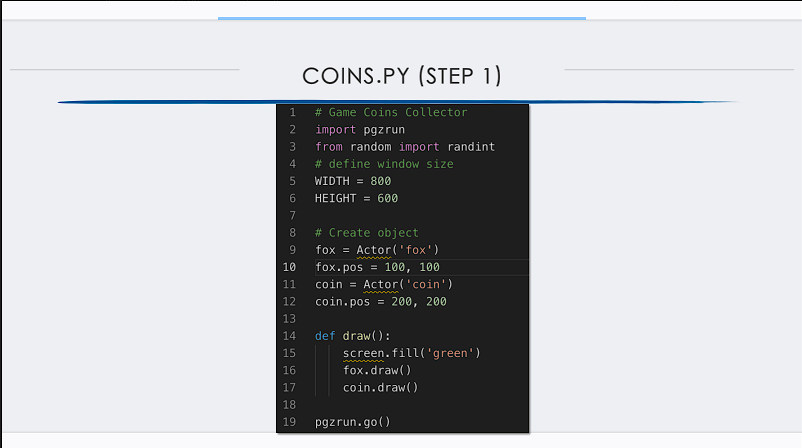 COINS.PY (STEP 1)
1 # Game Coins Collector
2 import pgzrun
3 from random import randint
4 # define window size
5 WIDTH = 800
6 HEIGHT = 600
7
8 # Create object
9 fox = Actor('fox')
10 fox.pos = 100, 100
11 coin = Actor('coin')
12 coin.pos = 200, 200
13
14 def draw():
15     screen.fill('green')
16     fox.draw()
17     coin.draw()
18
19 pgzrun.go()